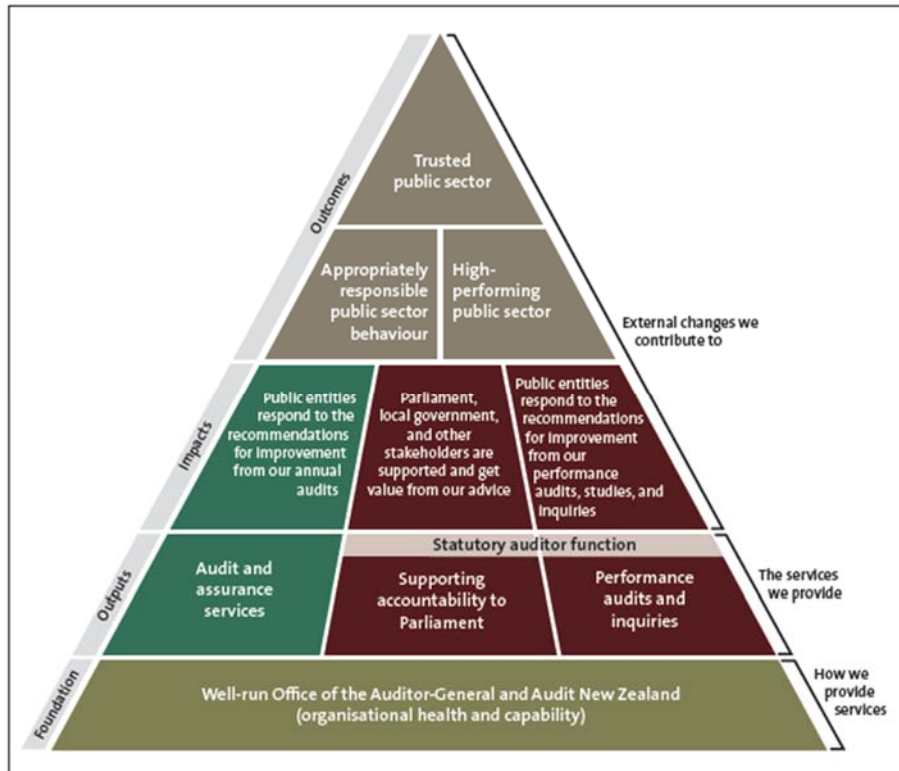 Outcomes
Trusted
public sector
Appropriately
responsible
public sector
behaviour
High-
performing
public sector
External changes we
contribute to
Impacts
Public entities
respond to the
recommendations
for improvement
from our annual
audits
Parliament,
local government,
and other
stakeholders are
supported and get
value from our advice
Public entities
respond to the
recommendations
for improvement
from our
performance
audits, studies, and
inquiries
Outputs
Statutory auditor function
Audit and
assurance
services
Supporting
accountability to
Parliament
Performance
audits and
inquiries
The services
we provide
Foundation
Well-run Office of the Auditor-General and Audit New Zealand
(organisational health and capability)
How we
provide
services